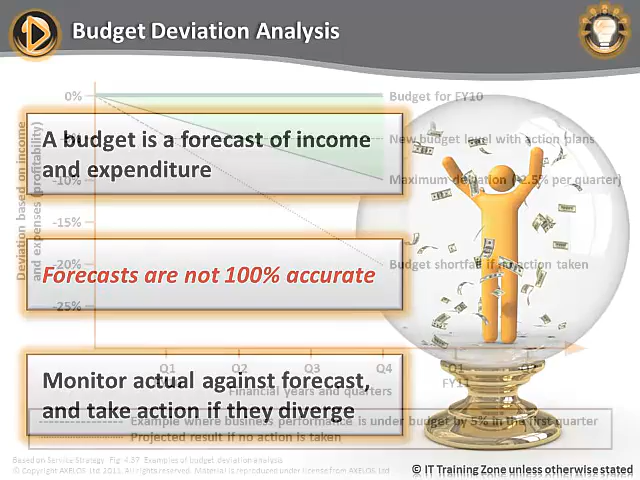 Budget Deviation Analysis
0%
Budget for FY10
A budget is a forecast of income
and expenditure
New budget level with action plans
-10%
Maximum deviation (-2.5% per quarter)
Deviation based on income
and expenses (profitability)
-15%
-20%
Forecasts are not 100% accurate
Budget shortfall if no action taken
-25%
Q1
Q2
Q3
Q4
Q1
FY11
Monitor actual against forecast,
and take action if they diverge
Financial years and quarters
Example where business performance is under budget by 5% in the first quarter
Projected result if no action is taken
Based on Service Strategy Fig 4.37 Examples of budget deviation analysis
© Copyright AXELOS Ltd 2011. All rights reserved. Material is reproduced under license from AXELOS Ltd
© IT Training Zone unless otherwise stated